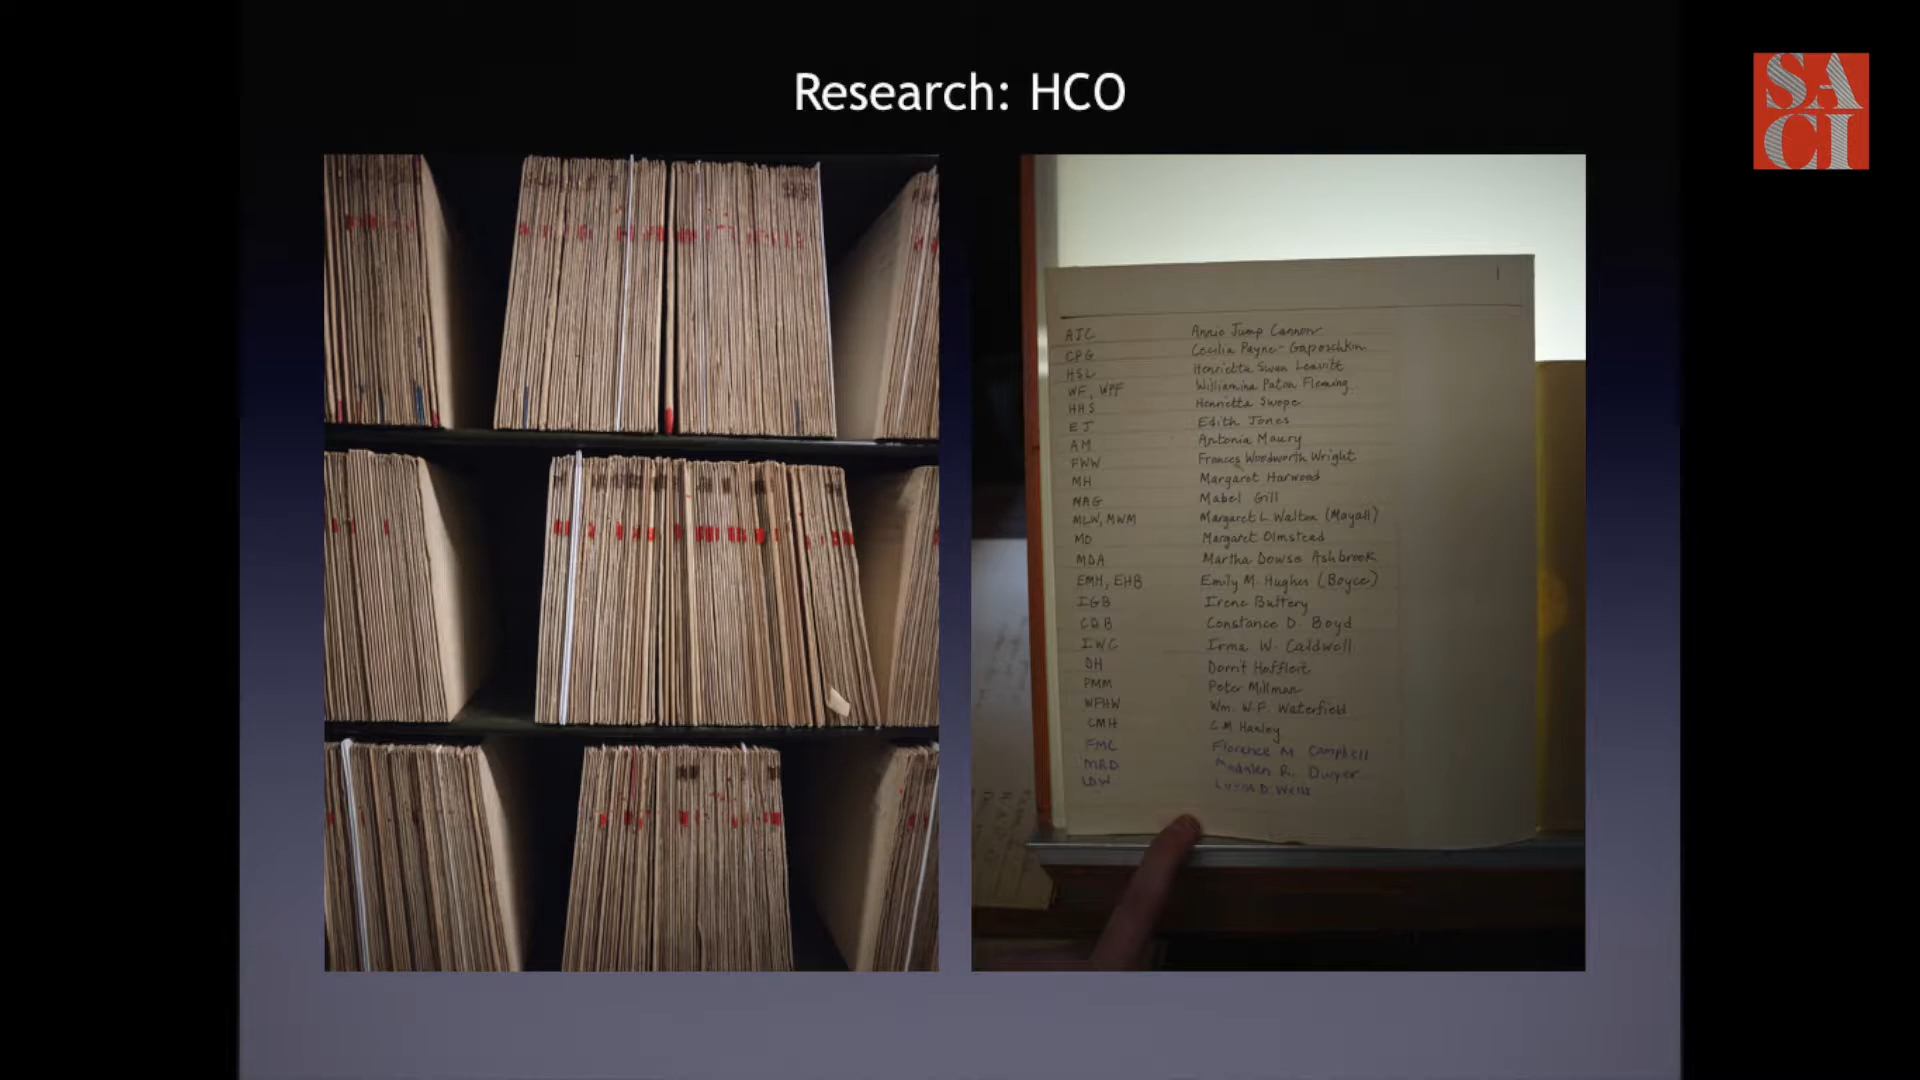 Research: HCO
SA
CI
AJC Annie Jump Cannon
CPG Cecilia Payne-Gaposchkin
HSL Henrietta Swan Leavitt
WF, WPF Williamina Paton Fleming
HHS Henrietta Swope
EJ Edith Jones
AM Antonia Maury
FWW Frances Woodworth Wright
MH Margaret Harwood
MAG Mabel Gill
MLW, MWM Margaret L. Walton (Mayall)
MO Margaret Olmstead
MDA Martha Dowse Ashbrook
EMH, EHB Emily M. Hughes (Boyce)
IGB Irene Buttery
CDB Constance D. Boyd
IWC Irma W. Caldwell
DH Dorrit Hoffleit
PMM Peter Millman
WFHW Wm. W.F. Waterfield
CMH C.M. Hanley
FMC Florence M. Campbell
MRD R. Dwyer
LDW D. Wells